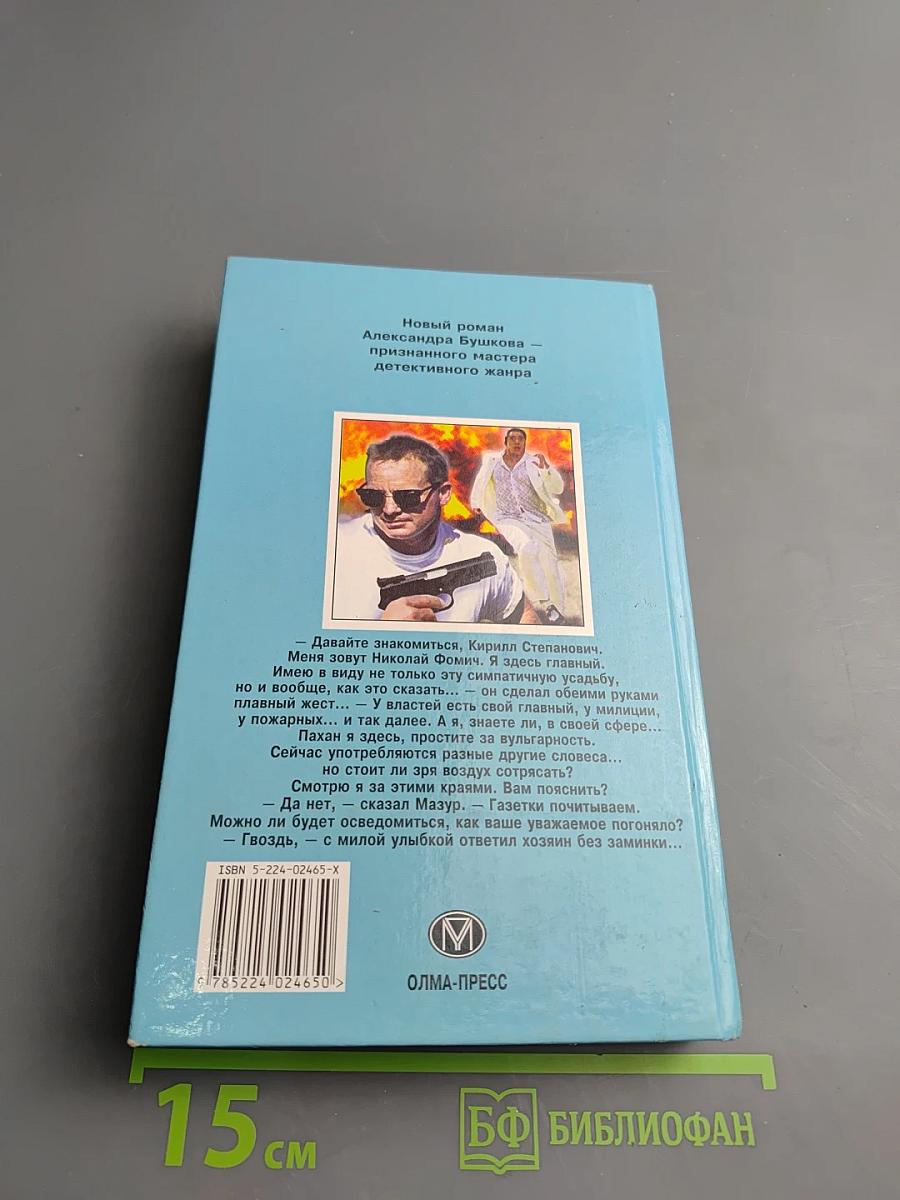 Новый роман
Александра Бушкова —
признанного мастера
детективного жанра
— Давайте знакомиться, Кирилл Степанович.
Меня зовут Николай Фомич. Я здесь главный.
Имею в виду не только эту симпатичную усадьбу,
но и вообще, как это сказать... — он сделал обеими руками
плавный жест... — У властей есть свой главный, у милиции,
у пожарных... и так далее. А я, знаете ли, в своей сфере...
Пахан я здесь, простите за вульгарность.
Сейчас употребляются разные другие словеса...
но стоит ли зря воздух сотрясать?
Смотрю я за этими краями. Вам пояснить?
— Да нет, — сказал Мазур. — Газетки почитываем.
Можно ли будет осведомиться, как ваше уважаемое погоняло?
— Гвоздь, — с милой улыбкой ответил хозяин без заминки...
ISBN 5-224-02465-X
9 785224 024650 >
ОЛМА-ПРЕСС
15 см
БФ БИБЛИОФАН